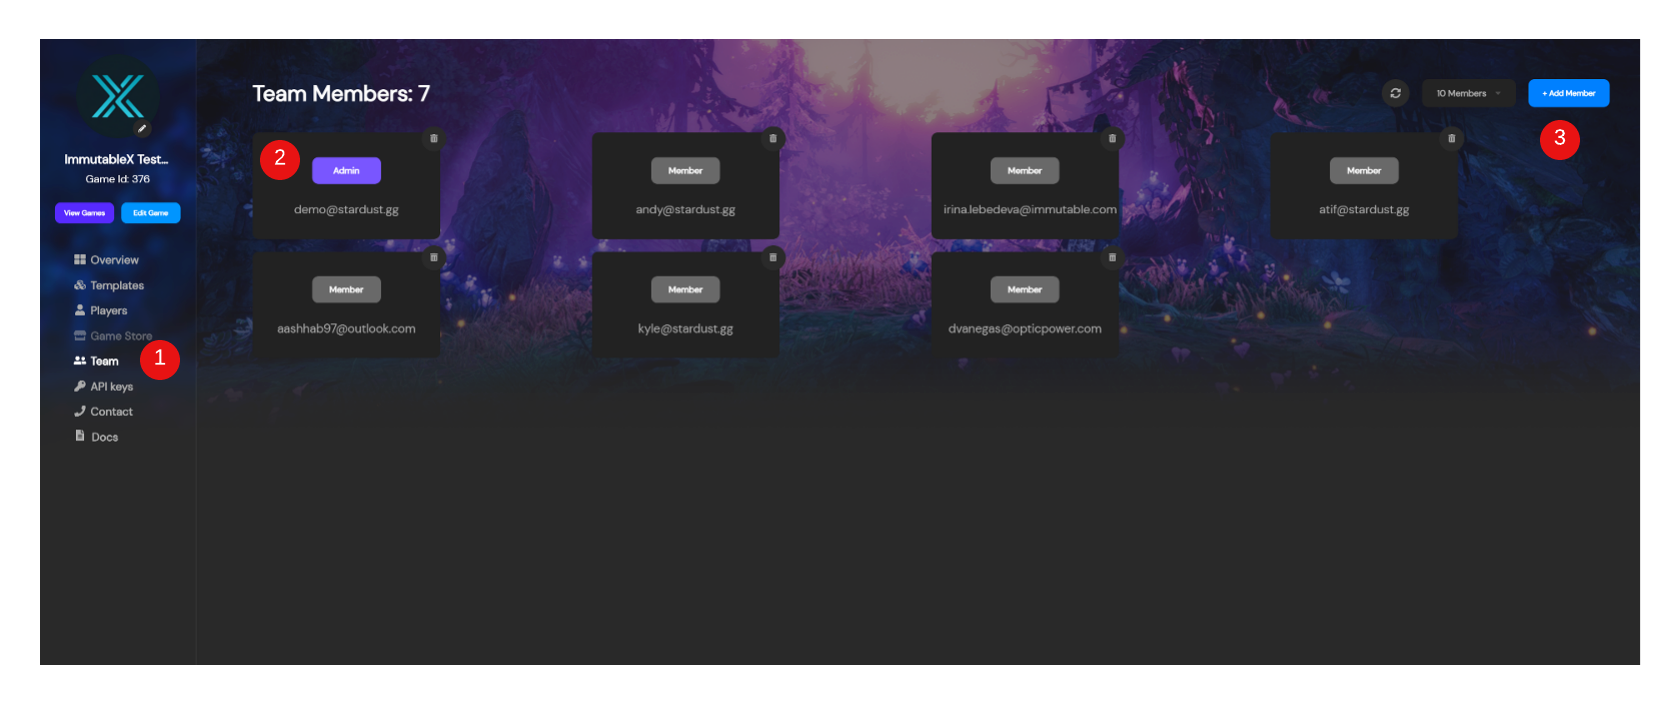 ImmutableX Test...
Game Id: 376
View Games
Edit Game
Overview
Templates
Players
Game Store
Team
1
API keys
Contact
Docs
Team Members: 7
10 Members
+ Add Member
3
2
Admin
demo@stardust.gg
Member
andy@stardust.gg
Member
irina.lebedeva@immutable.com
Member
atif@stardust.gg
Member
aashhab97@outlook.com
Member
kyle@stardust.gg
Member
dvanegas@opticpower.com